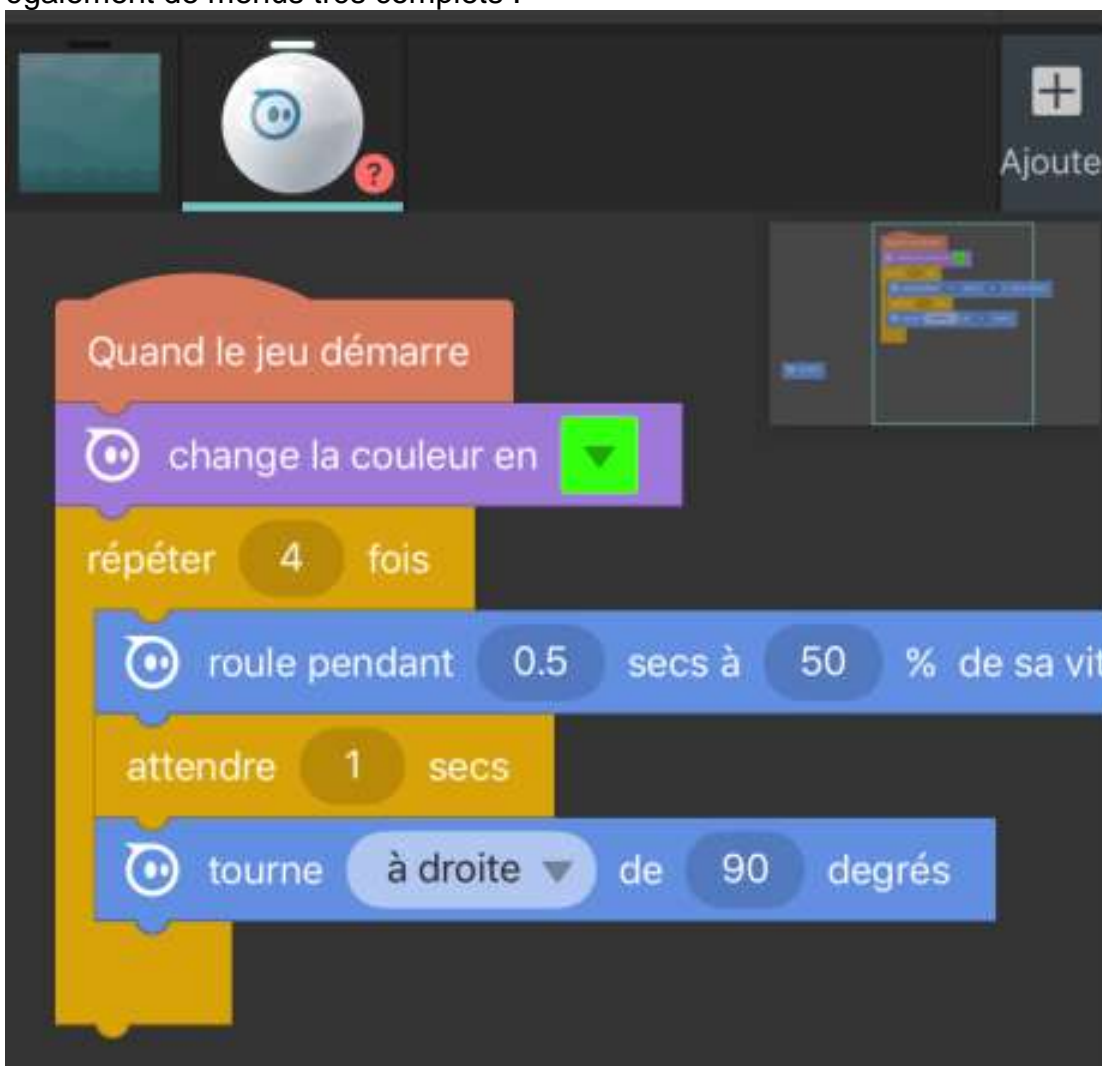 Ajoute
Quand le jeu démarre
change la couleur en
répéter 4 fois
roule pendant 0.5 secs à 50 % de sa vit
attendre 1 secs
tourne à droite de 90 degrés